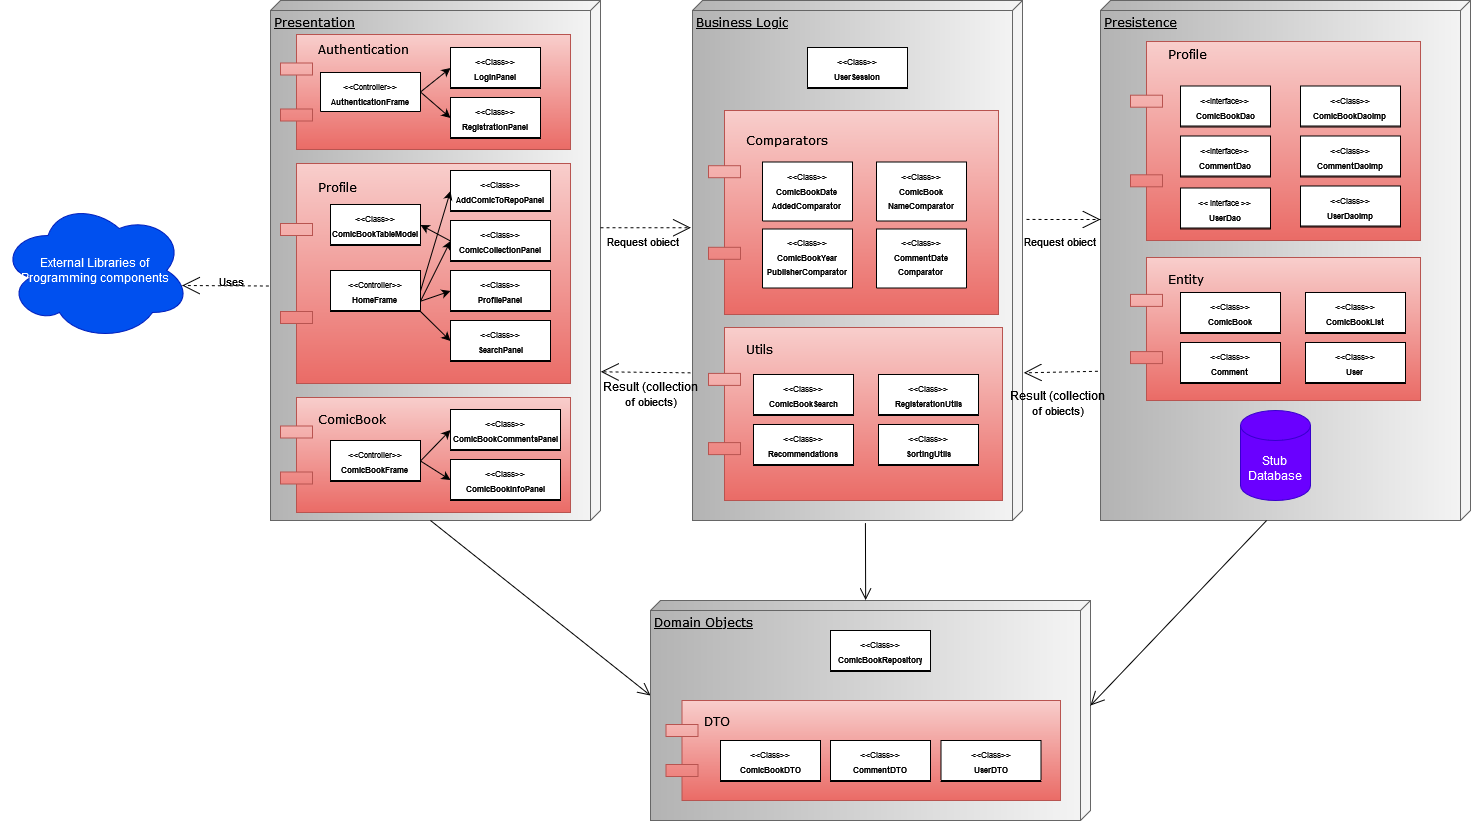 Presentation
Authentication
<<Controller>>
AuthenticationFrame
<<Class>>
LoginPanel
<<Class>>
RegistrationPanel
Profile
<<Class>>
ComicBookTableModel
<<Controller>>
HomeFrame
<<Class>>
AddComicToRepoPanel
<<Class>>
ComicCollectionPanel
<<Class>>
ProfilePanel
<<Class>>
SearchPanel
ComicBook
<<Controller>>
ComicBookFrame
<<Class>>
ComicBookCommentsPanel
<<Class>>
ComicBookInfoPanel
External Libraries of
Programming components
Uses
Request object
Result (collection
of objects)
Business Logic
<<Class>>
UserSession
Comparators
<<Class>>
ComicBookDate
AddedComparator
<<Class>>
ComicBook
NameComparator
<<Class>>
ComicBookYear
PublisherComparator
<<Class>>
CommentDate
Comparator
Utils
<<Class>>
ComicBookSearch
<<Class>>
RegisterationUtils
<<Class>>
Recommendations
<<Class>>
SortingUtils
Request object
Result (collection
of objects)
Presistence
Profile
<<Interface>>
ComicBookDao
<<Class>>
ComicBookDaoImp
<<Interface>>
CommentDao
<<Class>>
CommentDaoImp
<< Interface >>
UserDao
<<Class>>
UserDaoImp
Entity
<<Class>>
ComicBook
<<Class>>
ComicBookList
<<Class>>
Comment
<<Class>>
User
Stub
Database
Domain Objects
<<Class>>
ComicBookRepository
DTO
<<Class>>
ComicBookDTO
<<Class>>
CommentDTO
<<Class>>
UserDTO